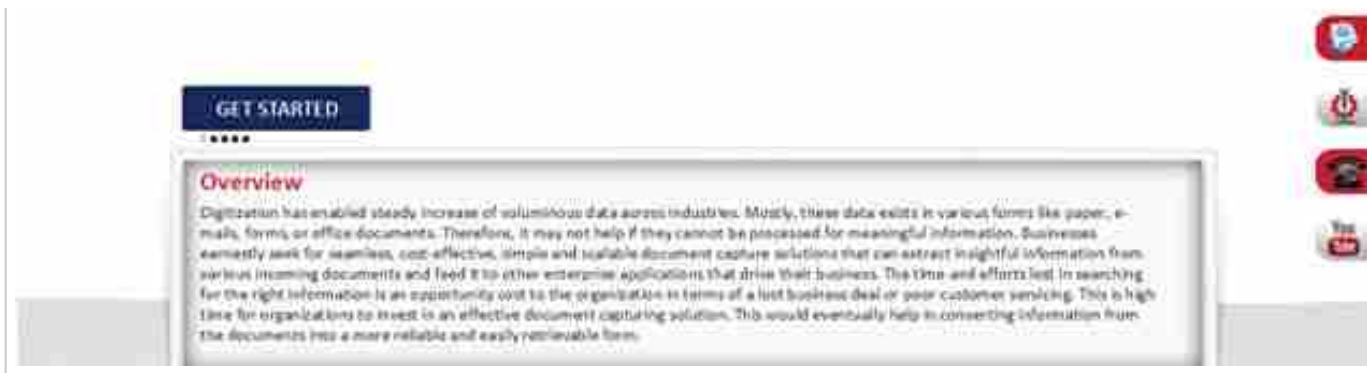 GET STARTED
Overview
Digitization has enabled steady increase of voluminous data across industries. Mostly, these data exists in various forms like paper, e-
mails, forms, or office documents. Therefore, it may not help if they cannot be processed for meaningful information. Businesses
earnestly seek for seamless, cost-effective, simple and scalable document capture solutions that can extract insightful information from
various incoming documents and feed it to other enterprise applications that drive their business. The time and efforts lost in searching
for the right information is an opportunity cost to the organization in terms of a lost business deal or poor customer servicing. This is high
time for organizations to invest in an effective document capturing solution. This would eventually help in converting information from
the documents into a more reliable and easily retrievable form.
You
Tube